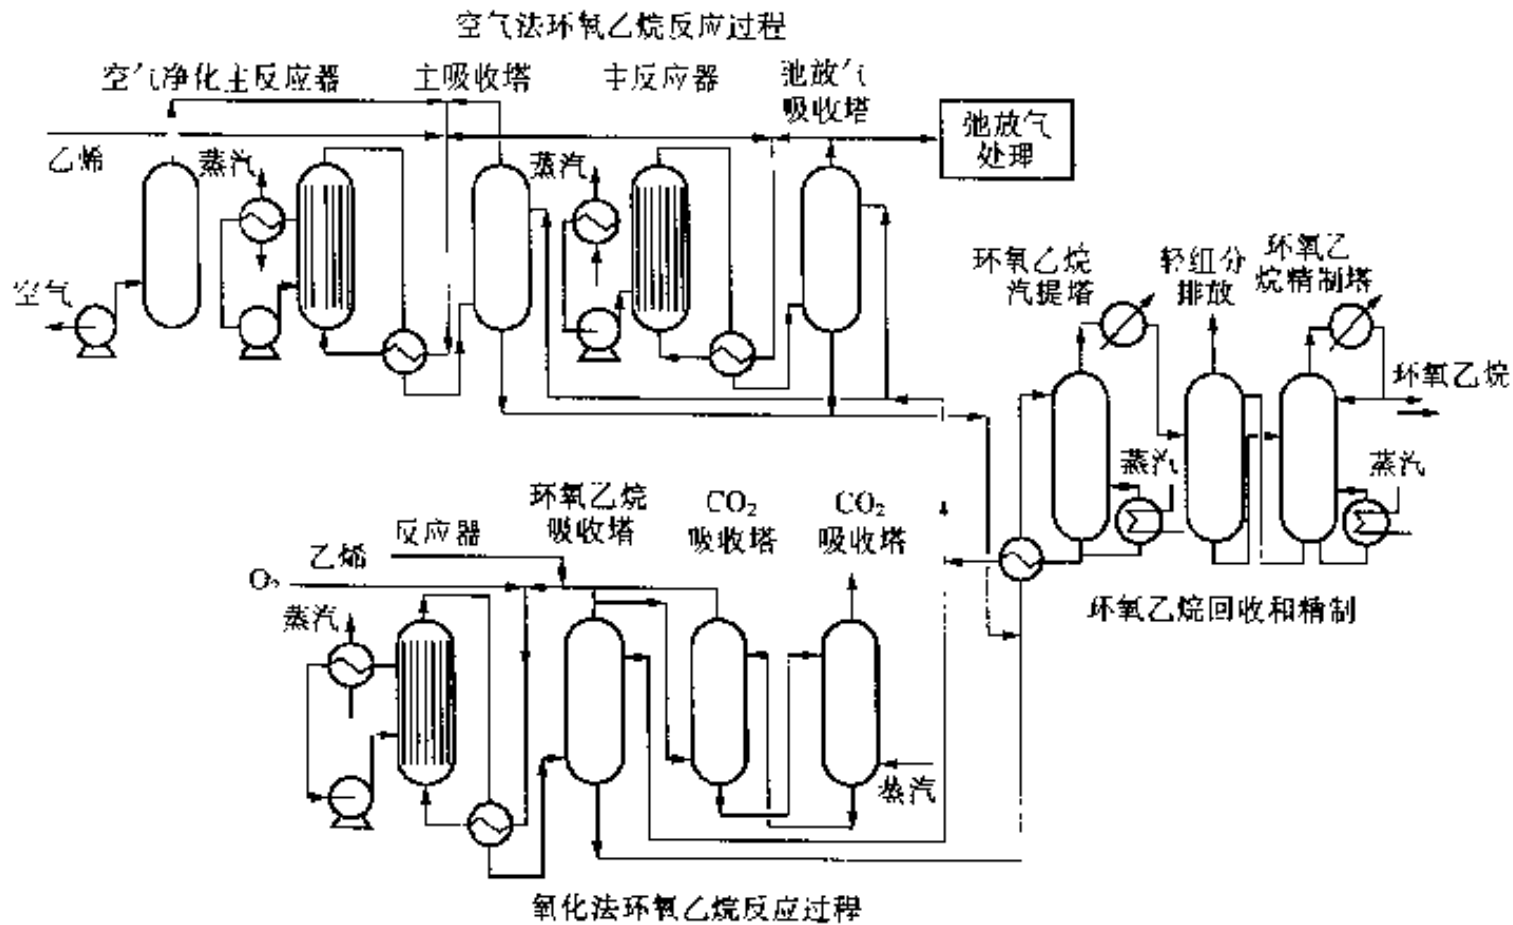 空气法环氧乙烷反应过程
空气净化主反应器
主吸收塔
主反应器
弛放气
吸收塔
弛放气
处理
乙烯
蒸汽
蒸汽
空气
环氧乙烷
汽提塔
轻组分
排放
环氧乙
烷精制塔
环氧乙烷
蒸汽
蒸汽
环氧乙烷回收和精制
环氧乙烷
吸收塔
CO₂
吸收塔
CO₂
吸收塔
反应器
乙烯
O₂
蒸汽
蒸汽
氧化法环氧乙烷反应过程